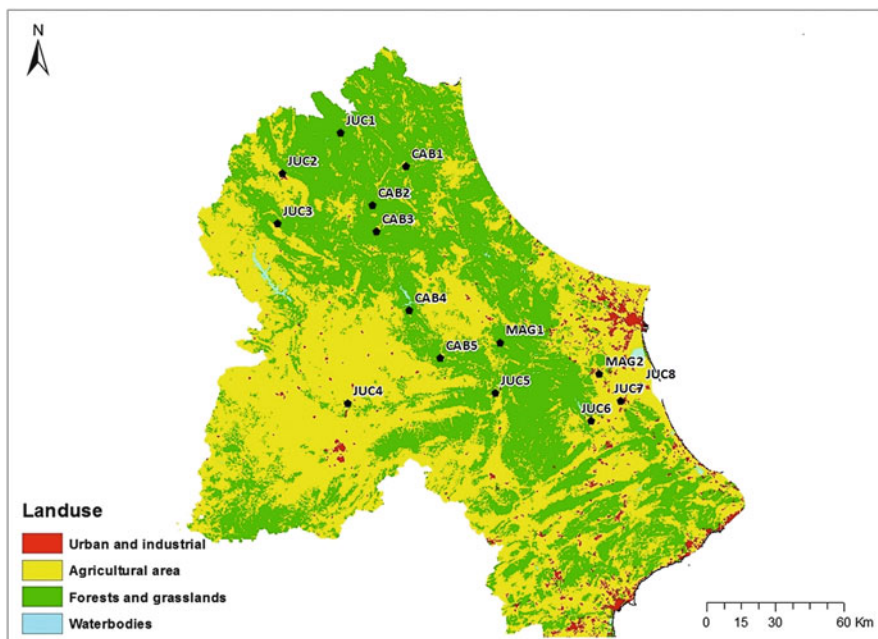 N
JUC1
CAB1
JUC2
CAB2
JUC3
CAB3
CAB4
MAG1
CAB5
MAG2
JUC8
JUC5
JUC7
JUC4
JUC6
Landuse
Urban and industrial
Agricultural area
Forests and grasslands
Waterbodies
0 15 30 60 Km